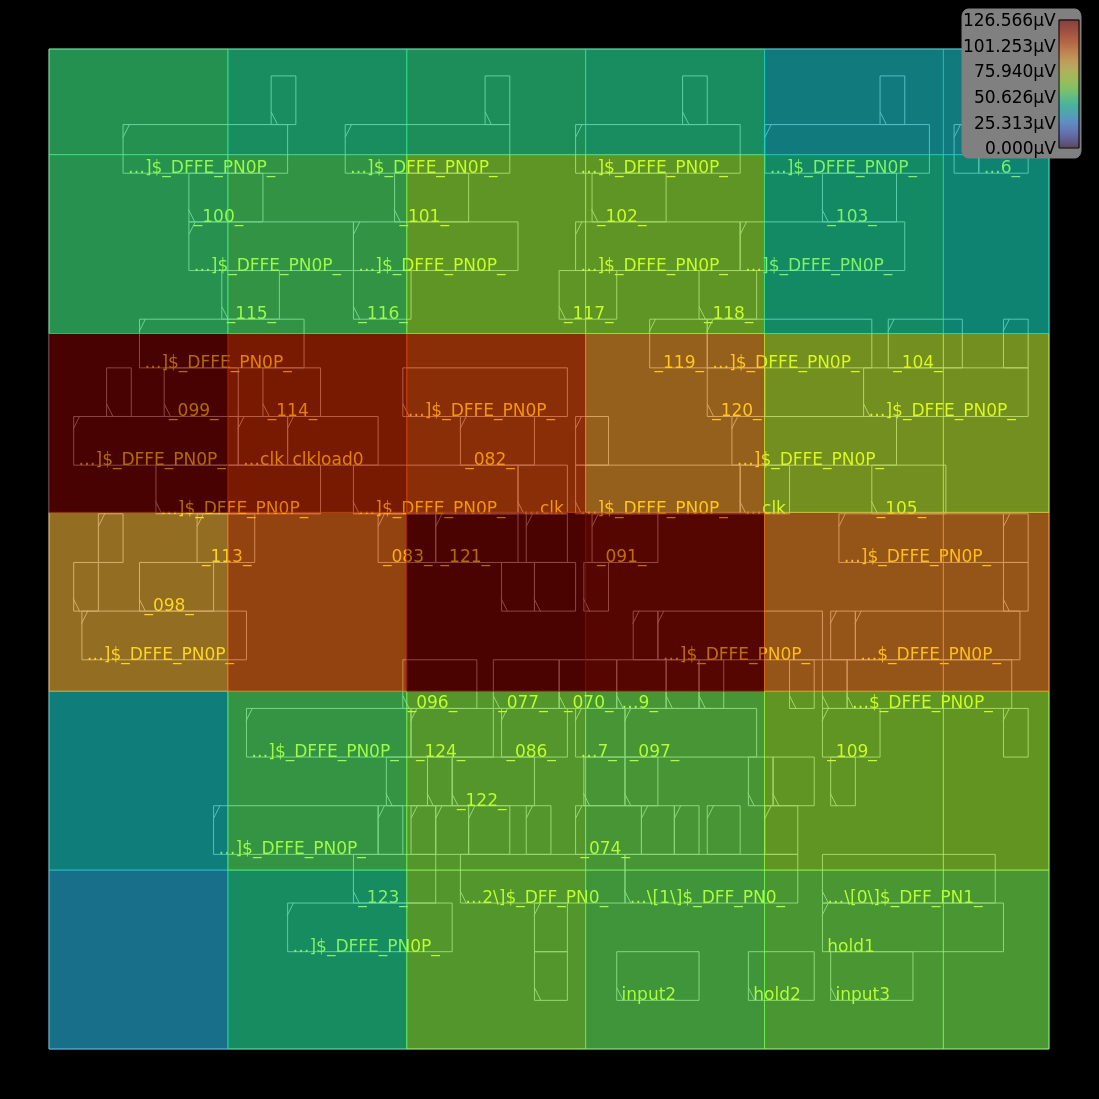 126.566µV
101.253µV
75.940µV
50.626µV
25.313µV
0.000µV
...]$_DFFE_PN0P_ ...]$_DFFE_PN0P_ ...]$_DFFE_PN0P_ ...]$_DFFE_PN0P_ ...6_
_100_ _101_ _102_ _103_
...]$_DFFE_PN0P_ ...]$_DFFE_PN0P_ ...]$_DFFE_PN0P_ ...]$_DFFE_PN0P_
_115_ _116_ _117_ _118_
...]$_DFFE_PN0P_ _119_ ...]$_DFFE_PN0P_ _104_
_099_ _114_ ...]$_DFFE_PN0P_ _120_ ...]$_DFFE_PN0P_
...]$_DFFE_PN0P_ ...clk clkload0 _082_ ...]$_DFFE_PN0P_
...]$_DFFE_PN0P_ ...]$_DFFE_PN0P_ ...clk ...]$_DFFE_PN0P_ ...clk _105_
_113_ _083_ _121_ _091_ ...]$_DFFE_PN0P_
_098_
...]$_DFFE_PN0P_ ...]$_DFFE_PN0P_ ...$_DFFE_PN0P_
_096_ _077_ _070_ ...9_ ...$_DFFE_PN0P_
...]$_DFFE_PN0P_ _124_ _086_ ...7_ _097_ _109_
_122_
...]$_DFFE_PN0P_ _074_
_123_ ...2\]$_DFF_PN0_ ...\[1\]$_DFF_PN0_ ...\[0\]$_DFF_PN1_
...]$_DFFE_PN0P_ hold1
input2 hold2 input3